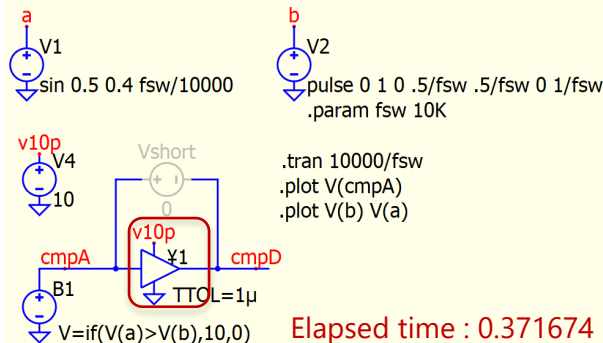 a
b
V1
V2
sin 0.5 0.4 fsw/10000
pulse 0 1 0 .5/fsw .5/fsw 0 1/fsw
.param fsw 10K
v10p
V4
10
Vshort
0
.tran 10000/fsw
.plot V(cmpA)
.plot V(b) V(a)
v10p
¥1
cmpA
cmpD
B1
TTOL=1µ
V=if(V(a)>V(b),10,0)
Elapsed time : 0.371674